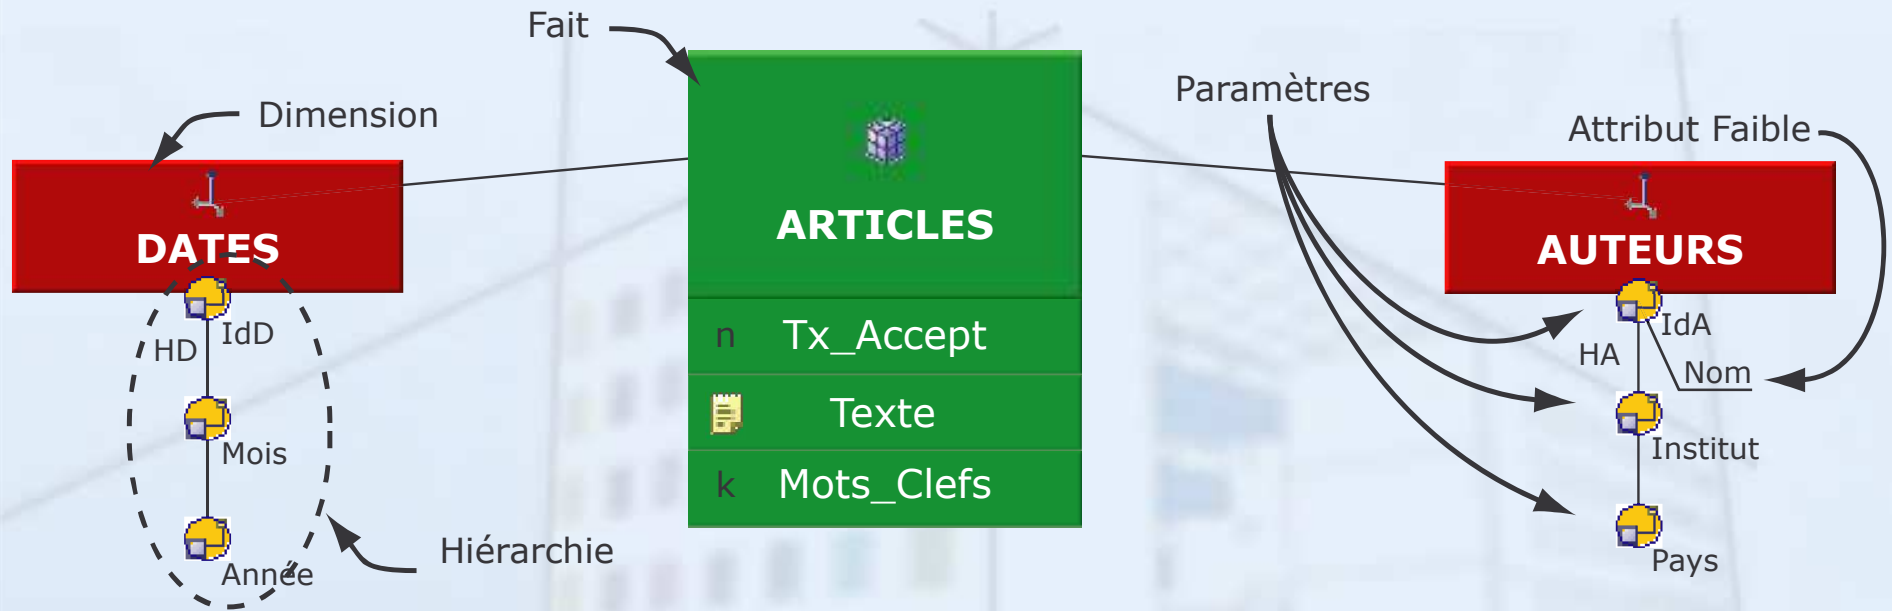 Fait
Dimension
Paramètres
Attribut Faible
DATES
ARTICLES
AUTEURS
IdD
HD
Mois
Année
Hiérarchie
n Tx_Accept
Texte
k Mots_Clefs
IdA
HA
Nom
Institut
Pays